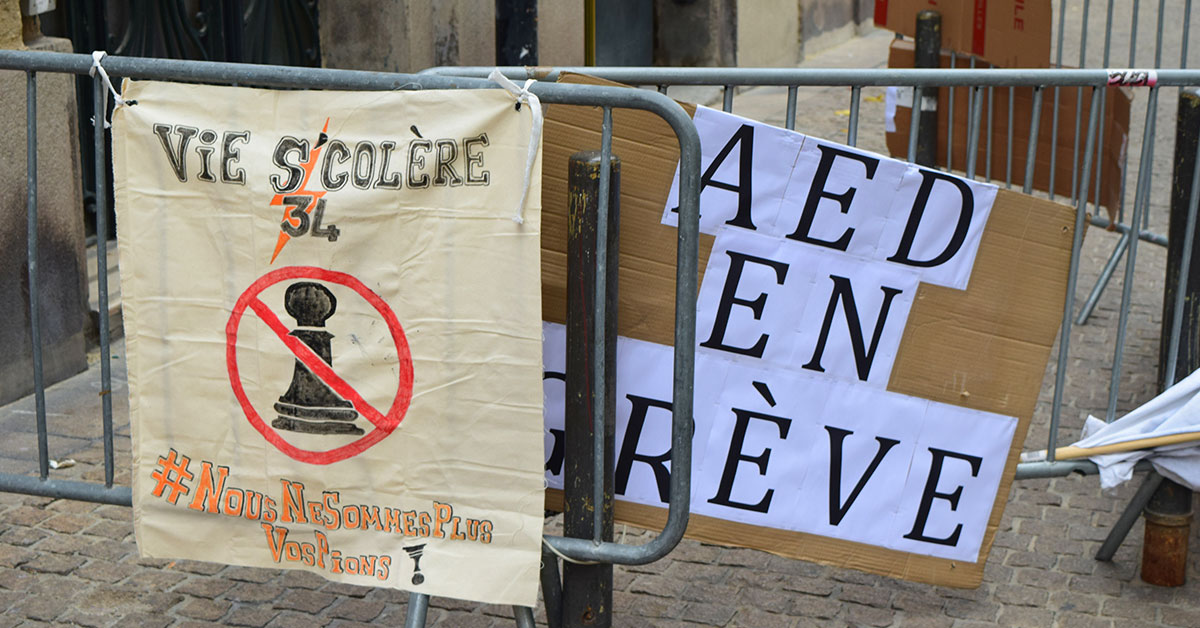 Vie S'COLÈRE
34
#NousNeSommesPlus
VosPions !
AED
EN
GRÈVE